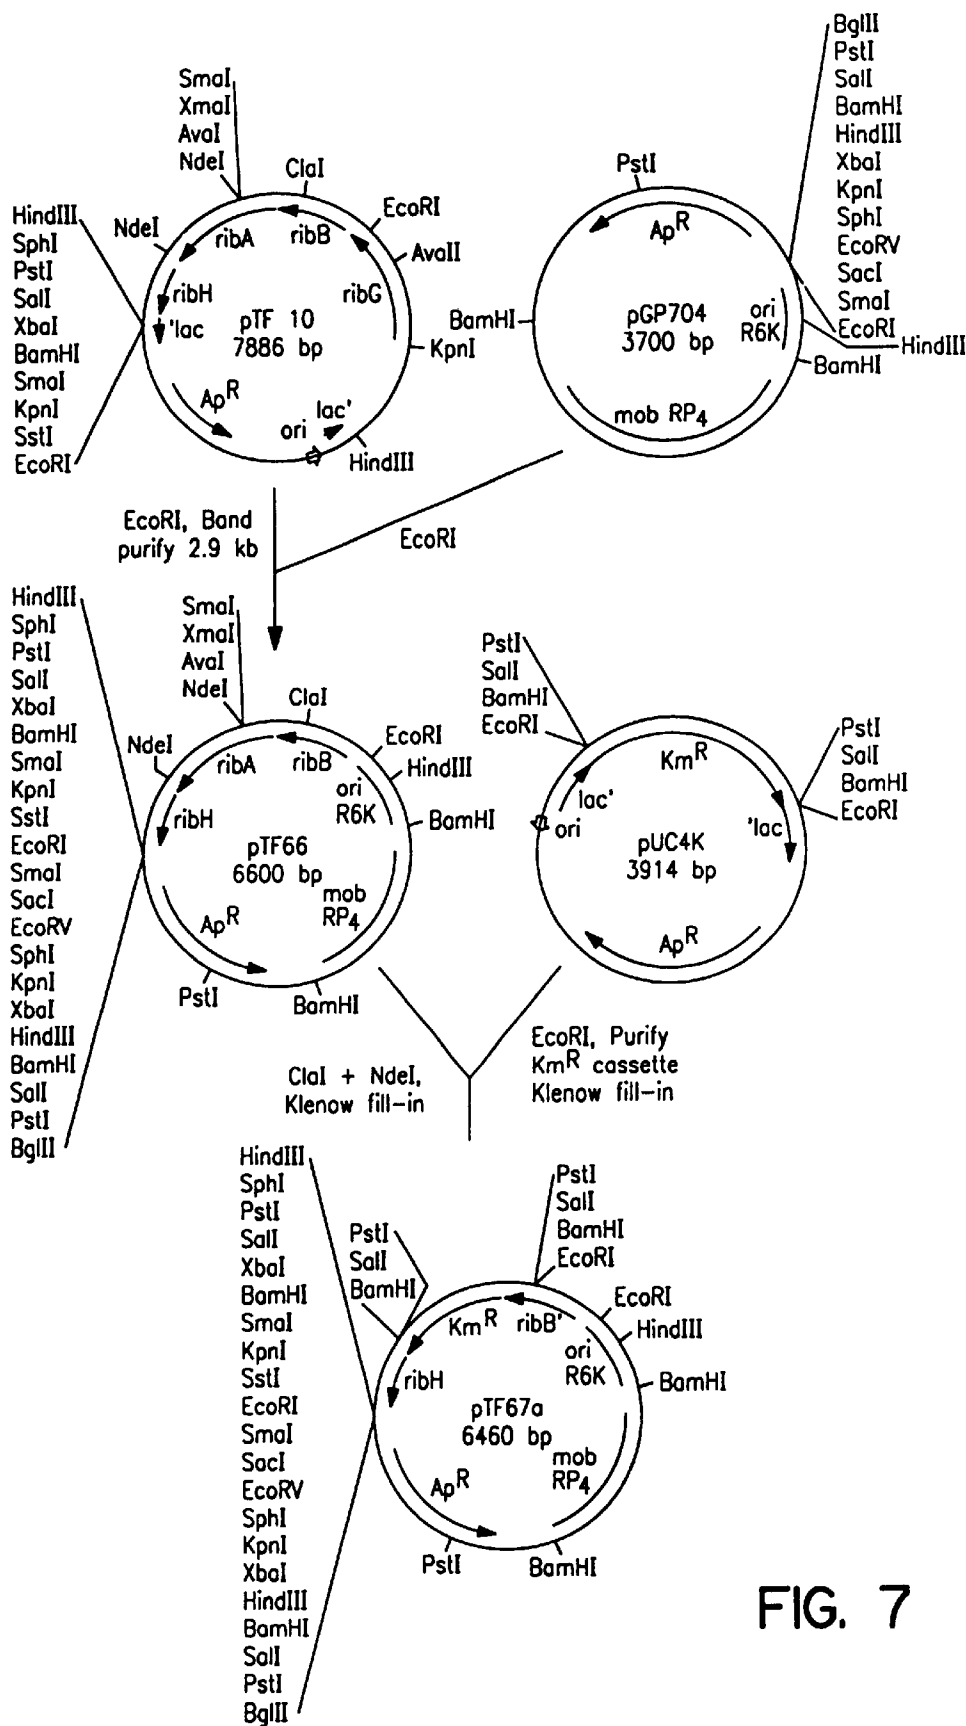 SmaI
XmaI
AvaI
NdeI
ClaI
EcoRI
AvaII
KpnI
HindIII
NdeI
HindIII
SphI
PstI
SalI
XbaI
BamHI
SmaI
KpnI
SstI
EcoRI
ribA
ribB
ribG
ribH
'lac
pTF 10
7886 bp
ApR
lac'
ori
BglII
PstI
SalI
BamHI
HindIII
XbaI
KpnI
SphI
EcoRV
SacI
SmaI
EcoRI
HindIII
BamHI
PstI
BamHI
ApR
pGP704
3700 bp
ori
R6K
mob RP4
EcoRI, Band
purify 2.9 kb
EcoRI
HindIII
SphI
PstI
SalI
XbaI
BamHI
SmaI
KpnI
SstI
EcoRI
SmaI
SacI
EcoRV
SphI
KpnI
XbaI
HindIII
BamHI
SalI
PstI
BglII
SmaI
XmaI
AvaI
NdeI
ClaI
NdeI
EcoRI
HindIII
BamHI
ribA
ribB
ori
R6K
ribH
pTF66
6600 bp
mob
RP4
ApR
PstI
BamHI
PstI
SalI
BamHI
EcoRI
PstI
SalI
BamHI
EcoRI
KmR
lac'
ori
'lac
pUC4K
3914 bp
ApR
ClaI + NdeI,
Klenow fill-in
EcoRI, Purify
KmR cassette
Klenow fill-in
HindIII
SphI
PstI
SalI
XbaI
BamHI
SmaI
KpnI
SstI
EcoRI
SmaI
SacI
EcoRV
SphI
KpnI
XbaI
HindIII
BamHI
SalI
PstI
BglII
PstI
SalI
BamHI
PstI
SalI
BamHI
EcoRI
EcoRI
HindIII
BamHI
KmR
ribB'
ori
R6K
ribH
pTF67a
6460 bp
mob
RP4
ApR
PstI
BamHI
FIG. 7